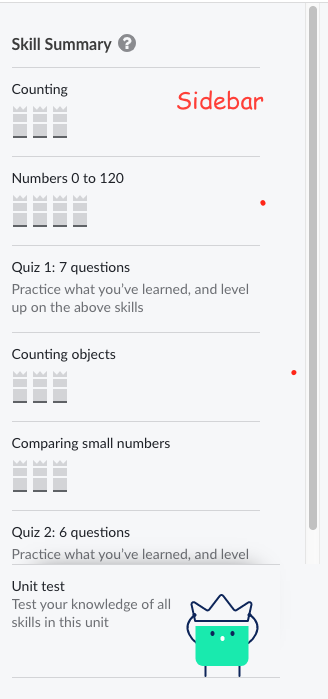 Skill Summary ?
Counting
Sidebar
Numbers 0 to 120
Quiz 1: 7 questions
Practice what you’ve learned, and level
up on the above skills
Counting objects
Comparing small numbers
Quiz 2: 6 questions
Practice what you’ve learned, and level
Unit test
Test your knowledge of all
skills in this unit